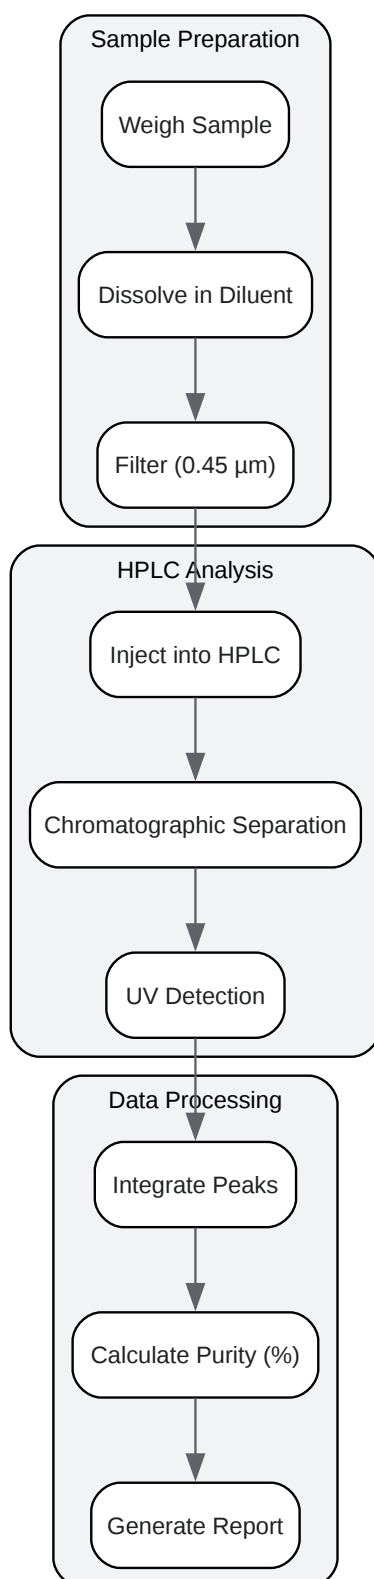 Sample Preparation
Weigh Sample
Dissolve in Diluent
Filter (0.45 µm)
HPLC Analysis
Inject into HPLC
Chromatographic Separation
UV Detection
Data Processing
Integrate Peaks
Calculate Purity (%)
Generate Report